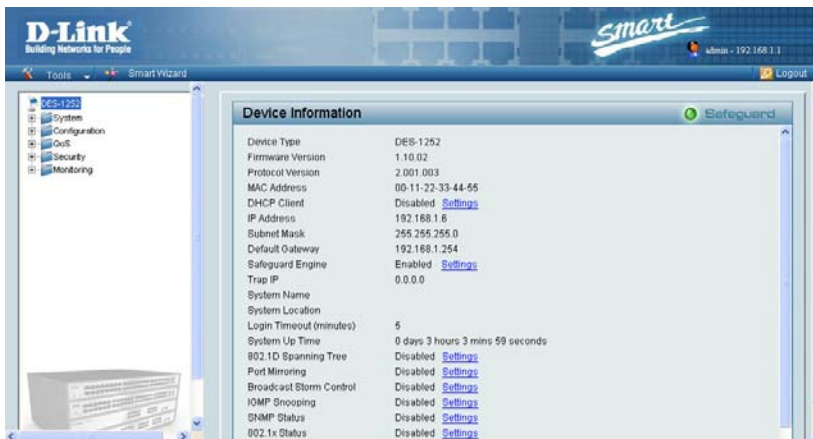 D-Link
Building Networks for People
smart
admin - 192.168.1.1
Tools
Smart Wizard
Logout
DES-1252
System
Configuration
QoS
Security
Monitoring
Device Information
Safeguard
Device Type DES-1252
Firmware Version 1.10.02
Protocol Version 2.001.003
MAC Address 00-11-22-33-44-55
DHCP Client Disabled Settings
IP Address 192.168.1.6
Subnet Mask 255.255.255.0
Default Gateway 192.168.1.254
Safeguard Engine Enabled Settings
Trap IP 0.0.0.0
System Name
System Location
Login Timeout (minutes) 5
System Up Time 0 days 3 hours 3 mins 59 seconds
802.1D Spanning Tree Disabled Settings
Port Mirroring Disabled Settings
Broadcast Storm Control Disabled Settings
IGMP Snooping Disabled Settings
SNMP Status Disabled Settings
802.1x Status Disabled Settings